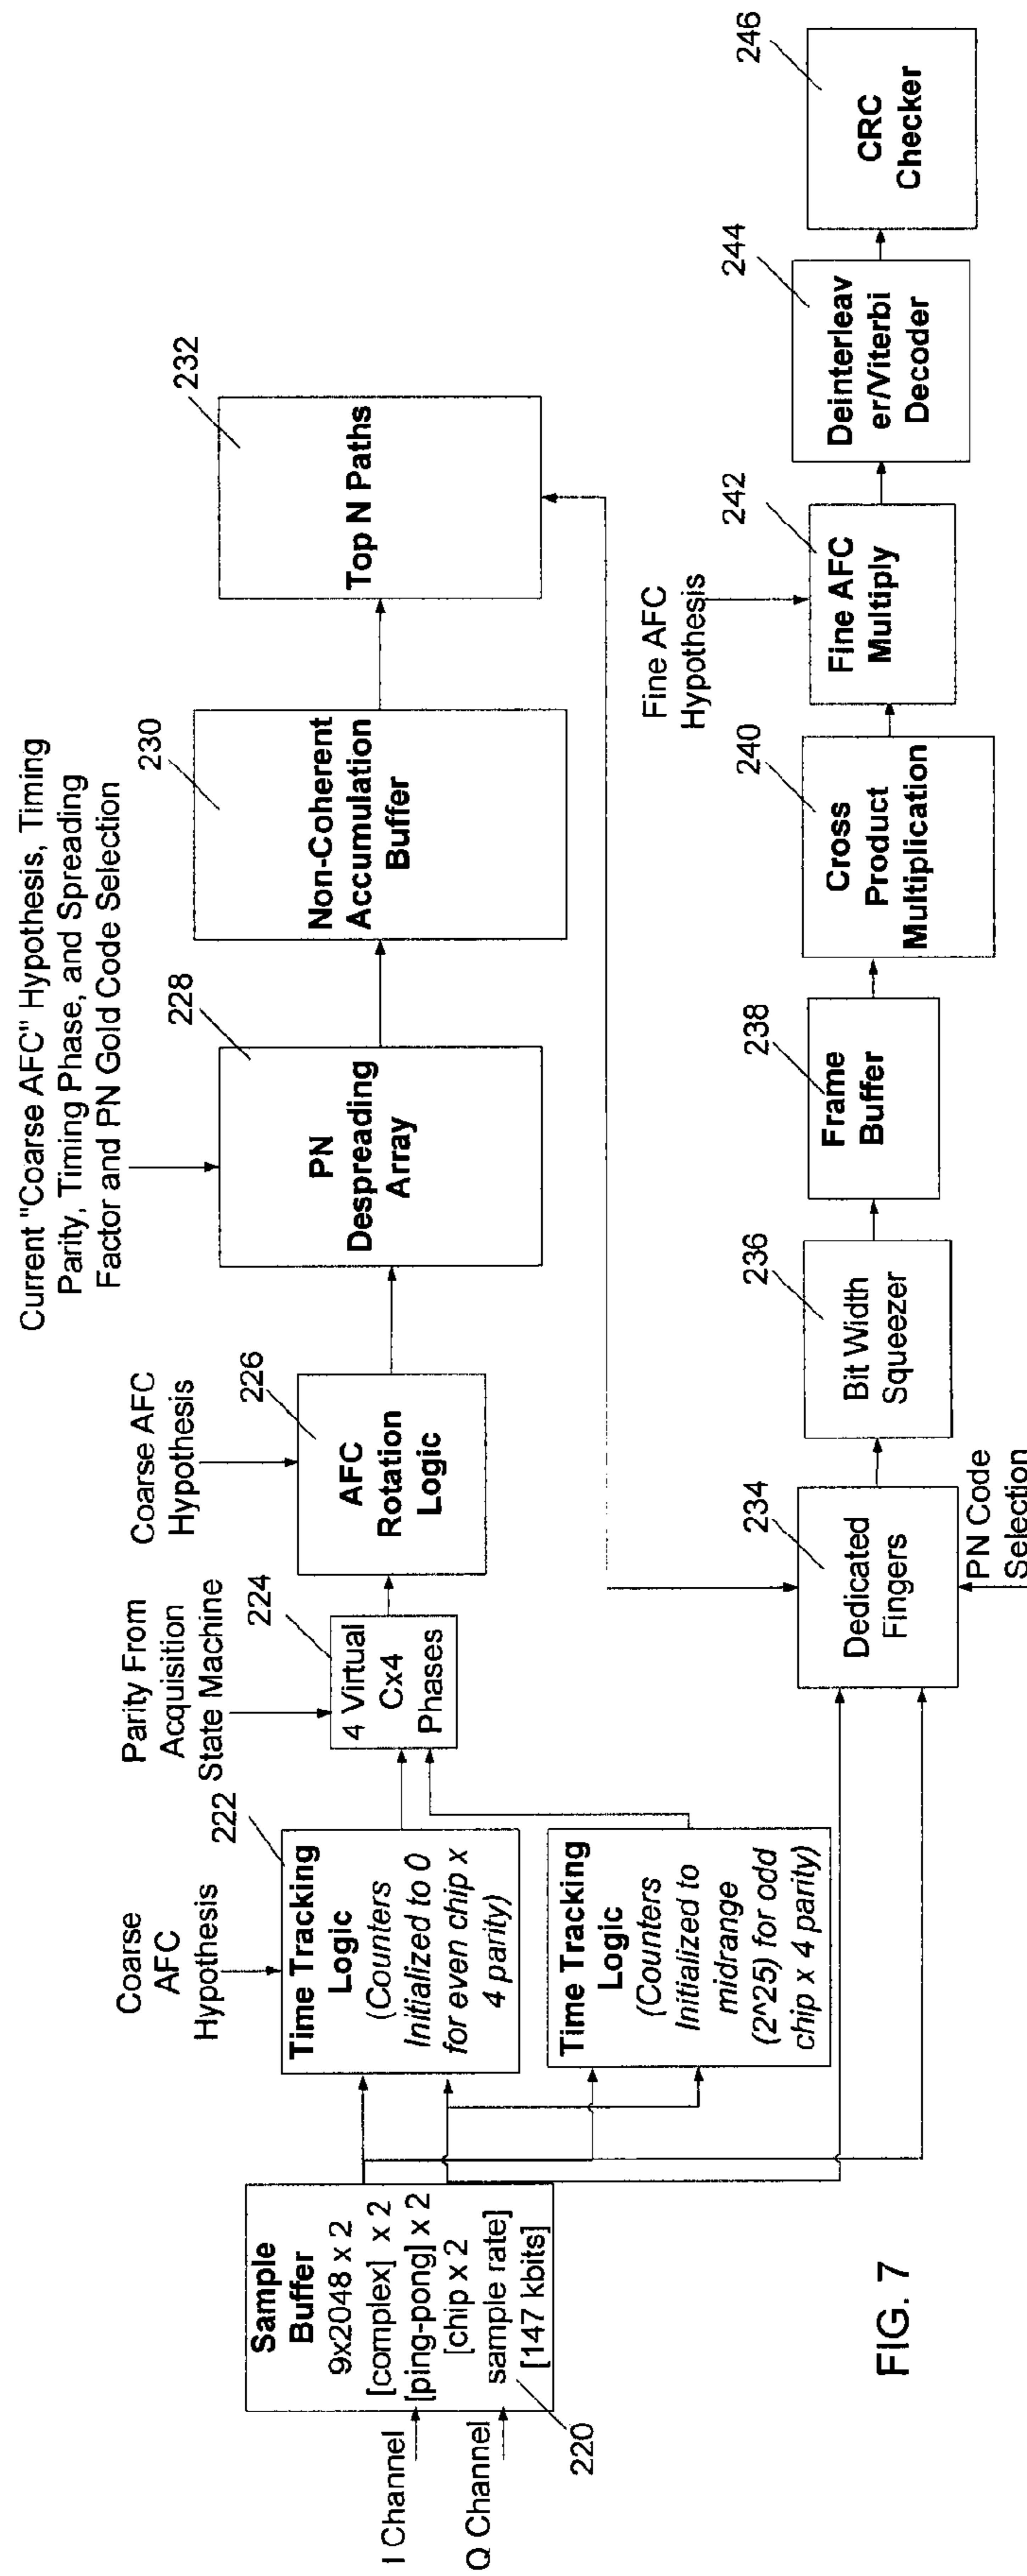 Current "Coarse AFC" Hypothesis, Timing
Parity, Timing Phase, and Spreading
Factor and PN Gold Code Selection
I Channel
Q Channel
Sample
Buffer
9x2048 x 2
[complex] x 2
[ping-pong] x 2
[chip x 2
sample rate]
[147 kbits]
220
Coarse
AFC
Hypothesis
222
Time Tracking
Logic
(Counters
Initialized to 0
for even chip x
4 parity)
Time Tracking
Logic
(Counters
Initialized to
midrange
(2^25) for odd
chip x 4 parity)
Parity From
Acquisition
State Machine
224
4 Virtual
Cx4
Phases
Coarse AFC
Hypothesis
226
AFC
Rotation
Logic
228
PN
Despreading
Array
230
Non-Coherent
Accumulation
Buffer
232
Top N Paths
234
Dedicated
Fingers
PN Code
Selection
236
Bit Width
Squeezer
238
Frame
Buffer
240
Cross
Product
Multiplication
Fine AFC
Hypothesis
242
Fine AFC
Multiply
244
Deinterleav
er/Viterbi
Decoder
246
CRC
Checker
FIG. 7